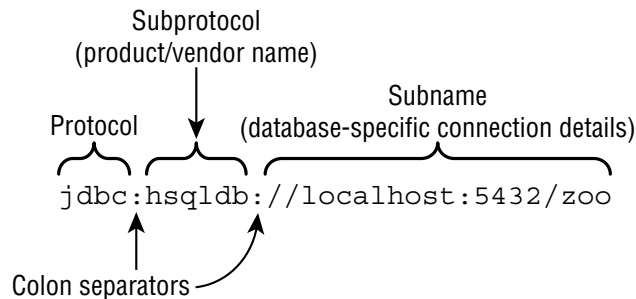 Subprotocol
(product/vendor name)
Subname
(database-specific connection details)
Protocol
jdbc:hsqldb://localhost:5432/zoo
Colon separators